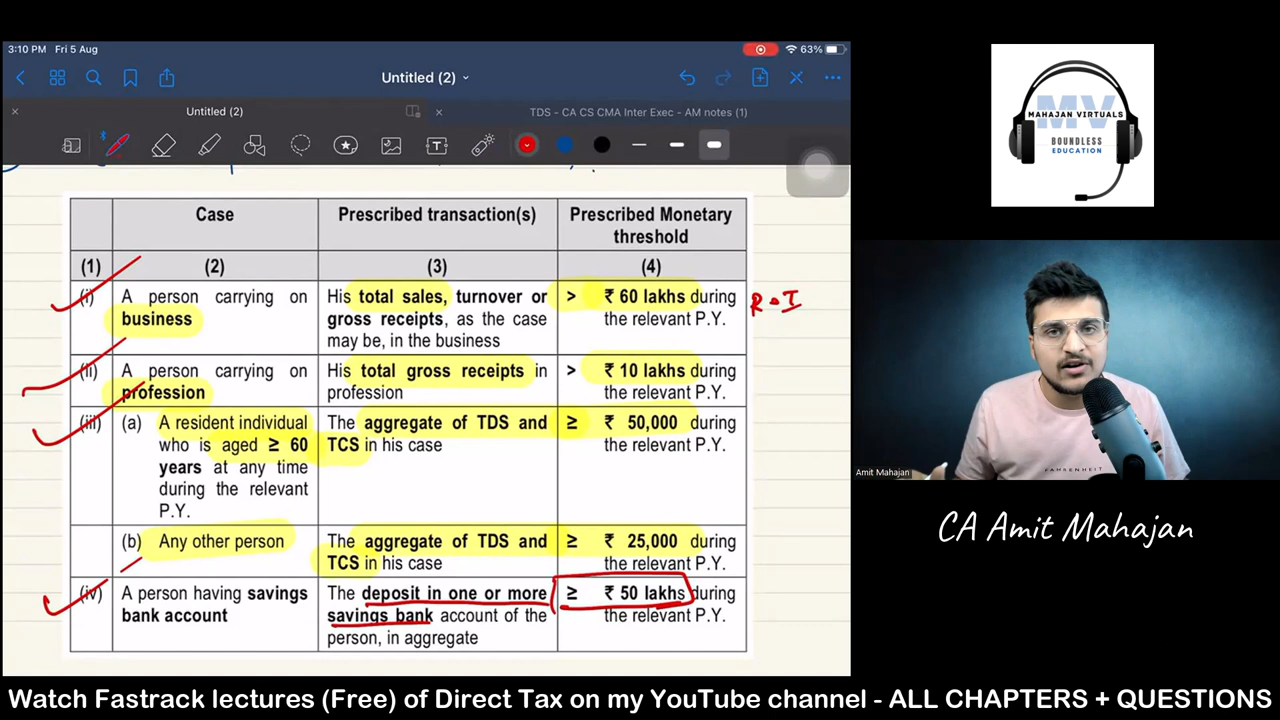 3:10 PM Fri 5 Aug
63%
Untitled (2)
Untitled (2)
TDS - CA CS CMA Inter Exec - AM notes (1)
Case
Prescribed transaction(s)
Prescribed Monetary
threshold
(1)
(2)
(3)
(4)
(i)
A person carrying on
business
His total sales, turnover or
gross receipts, as the case
may be, in the business
> ₹ 60 lakhs during
the relevant P.Y.
R.O.I
(ii)
A person carrying on
profession
His total gross receipts in
profession
> ₹ 10 lakhs during
the relevant P.Y.
(iii)
(a) A resident individual
who is aged ≥ 60
years at any time
during the relevant
P.Y.
The aggregate of TDS and
TCS in his case
≥ ₹ 50,000 during
the relevant P.Y.
(b) Any other person
The aggregate of TDS and
TCS in his case
≥ ₹ 25,000 during
the relevant P.Y.
(iv)
A person having savings
bank account
The deposit in one or more
savings bank account of the
person, in aggregate
≥ ₹ 50 lakhs during
the relevant P.Y.
MV
MAHAJAN VIRTUALS
BOUNDLESS
EDUCATION
FAHRENHEIT
Amit Mahajan
CA Amit Mahajan
Watch Fastrack lectures (Free) of Direct Tax on my YouTube channel - ALL CHAPTERS + QUESTIONS